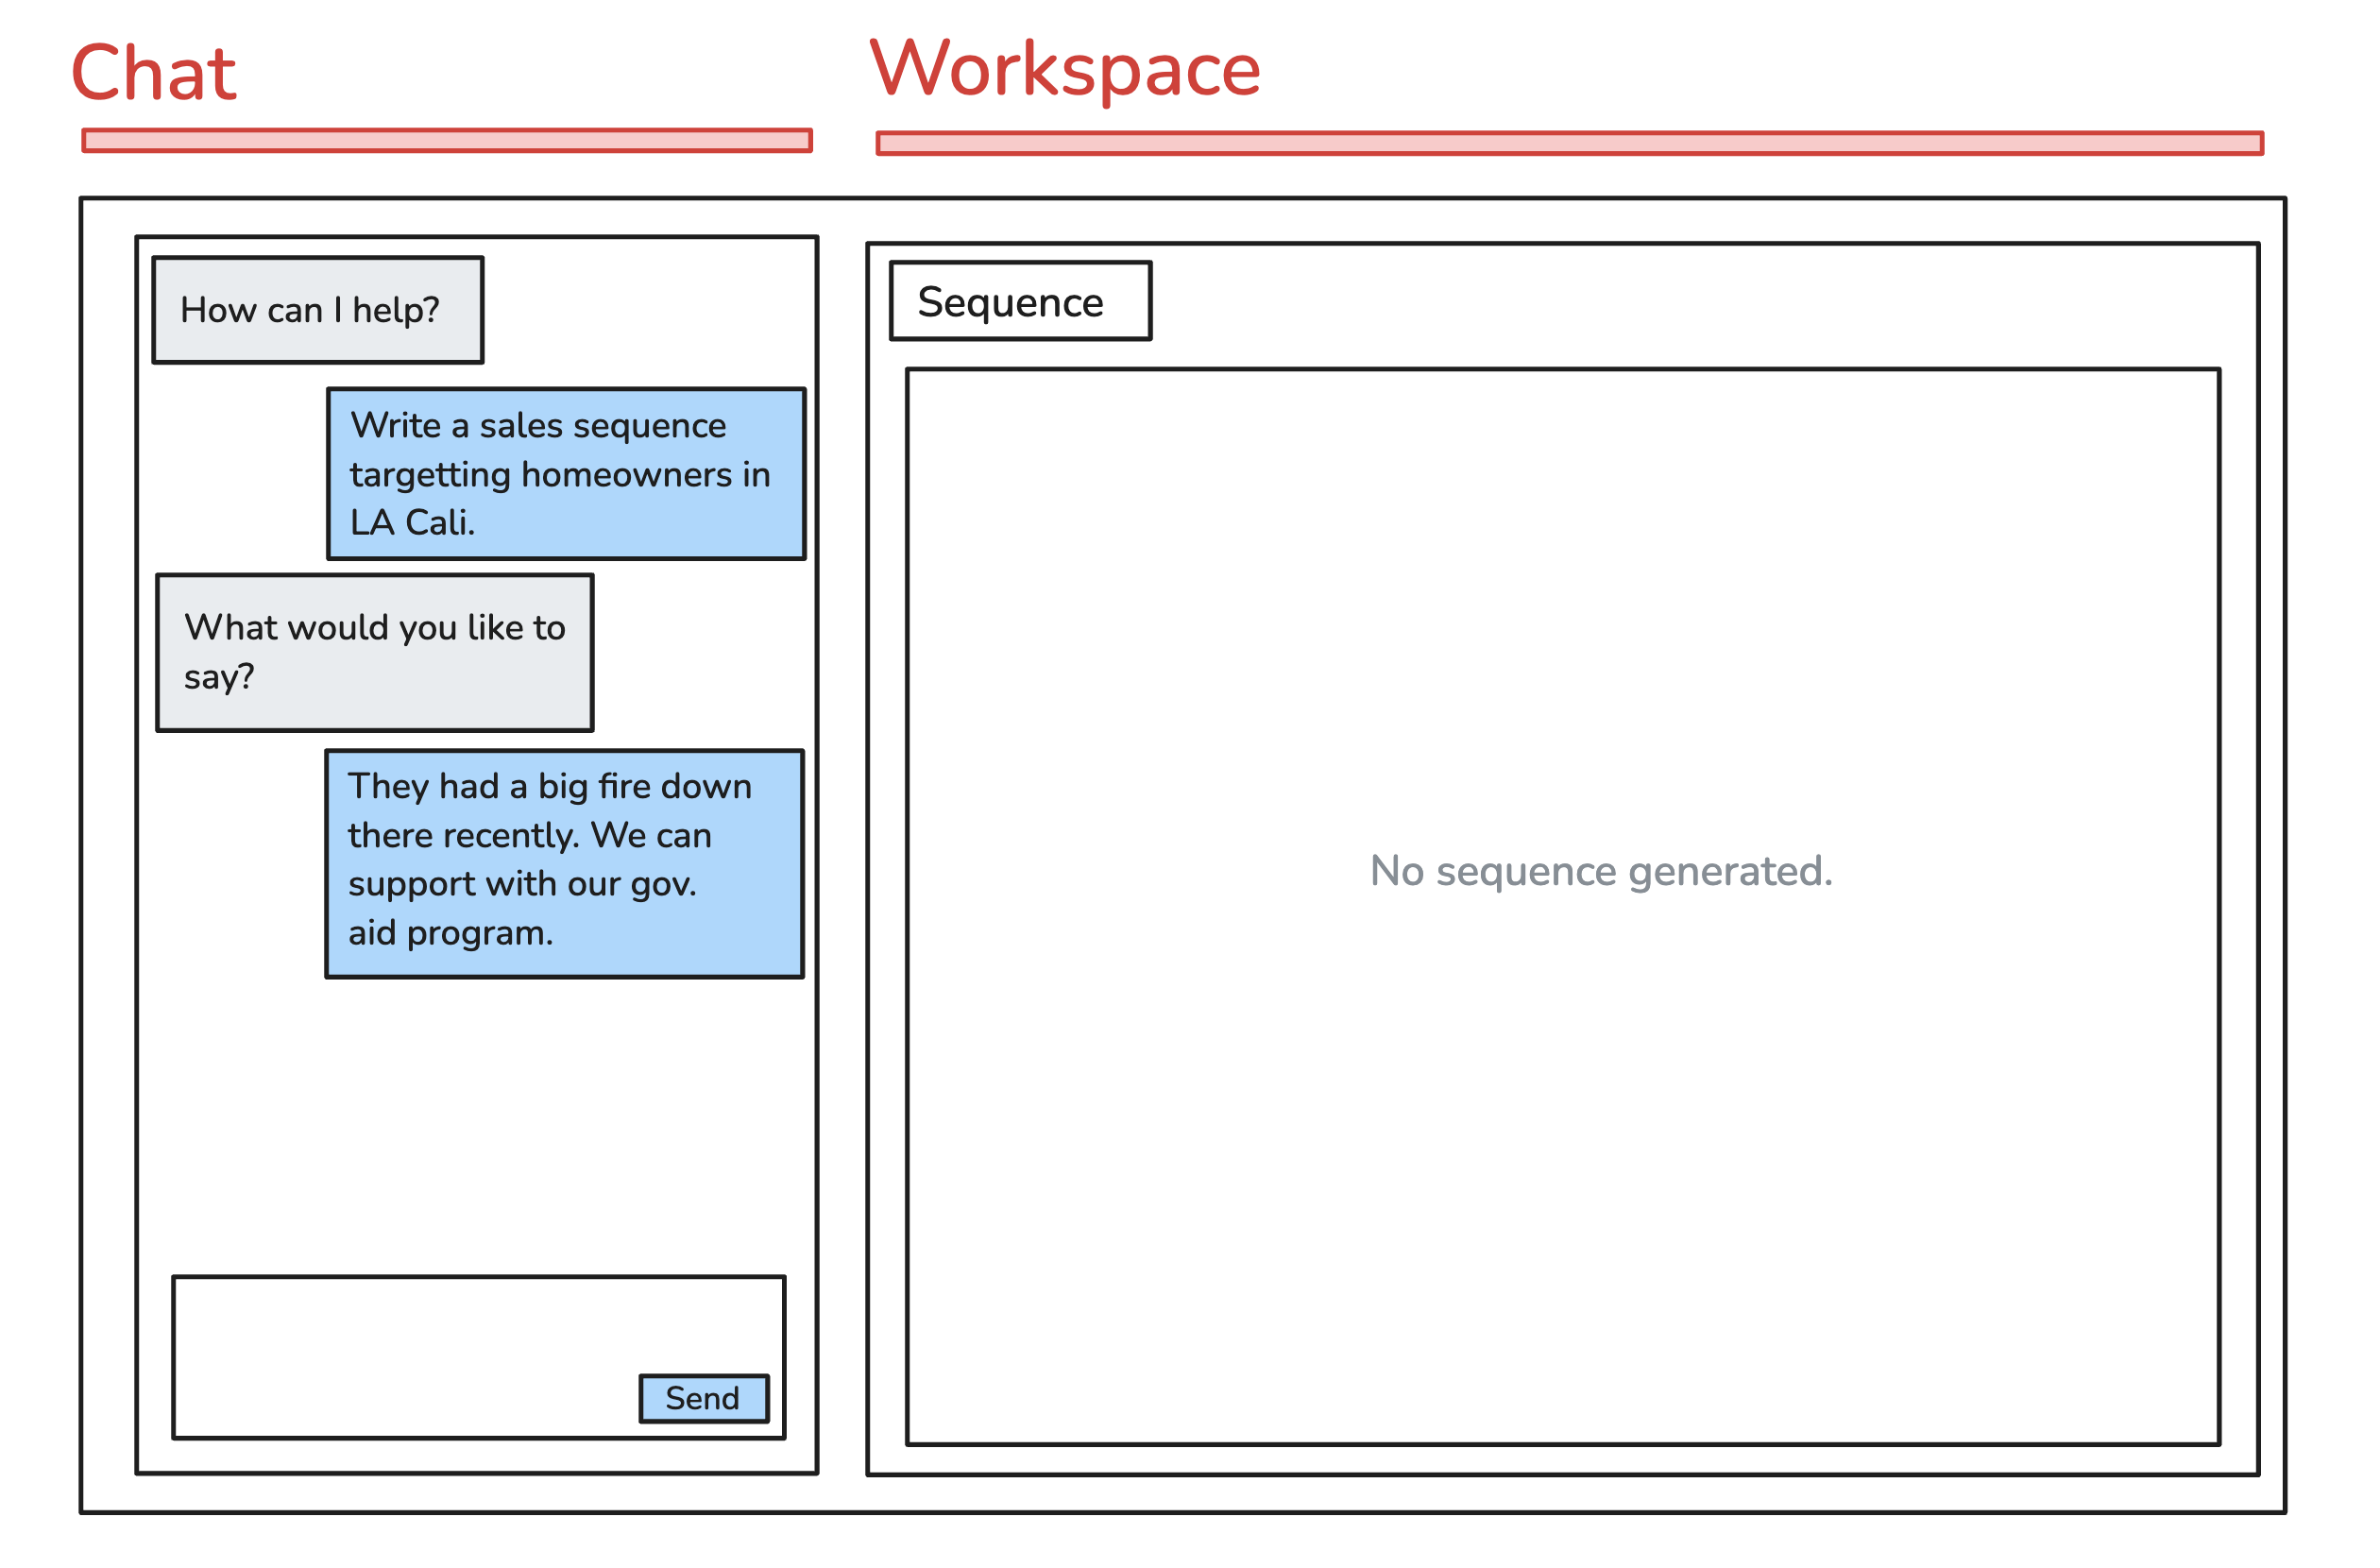 Chat
Workspace
How can I help?
Write a sales sequence
targetting homeowners in
LA Cali.
What would you like to
say?
They had a big fire down
there recently. We can
support with our gov.
aid program.
Send
Sequence
No sequence generated.